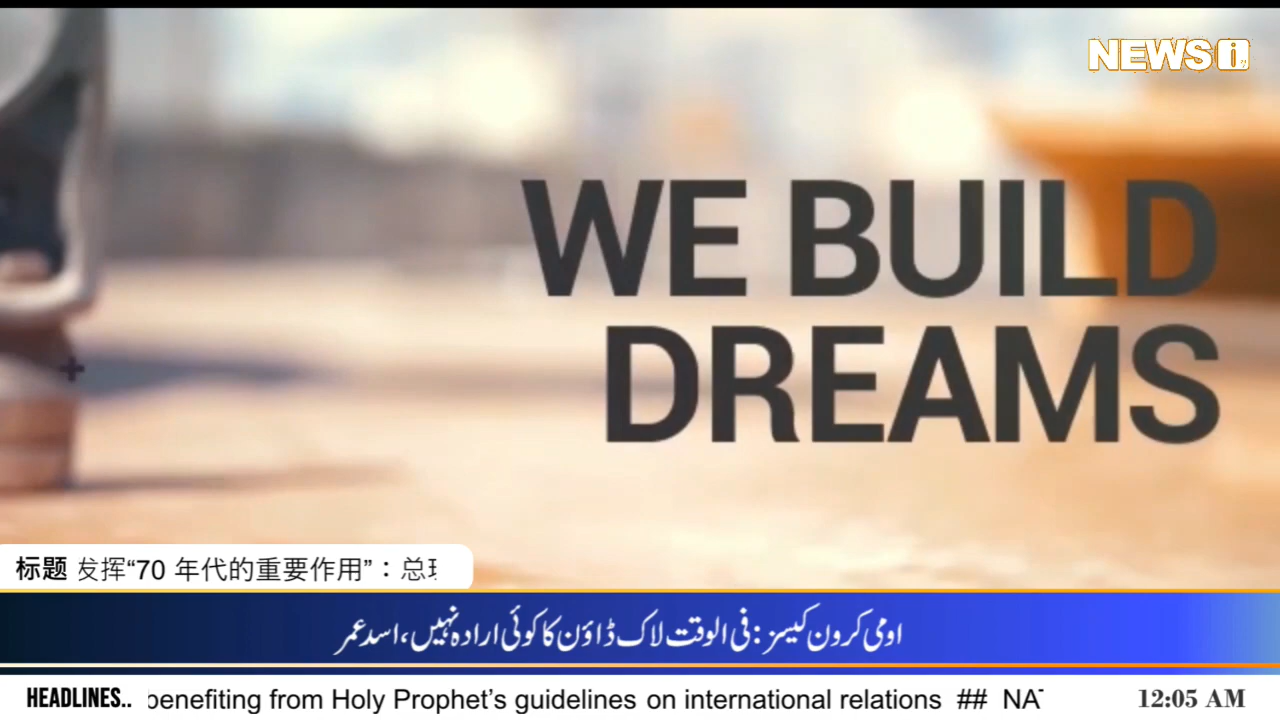 NEWS i
WE BUILD
DREAMS
标题 发挥“70 年代的重要作用”：总
اومی کرون کیسز : فی الوقت لاک ڈاؤن کا کوئی ارادہ نہیں، اسد عمر
HEADLINES.. benefiting from Holy Prophet’s guidelines on international relations ## NAT 12:05 AM